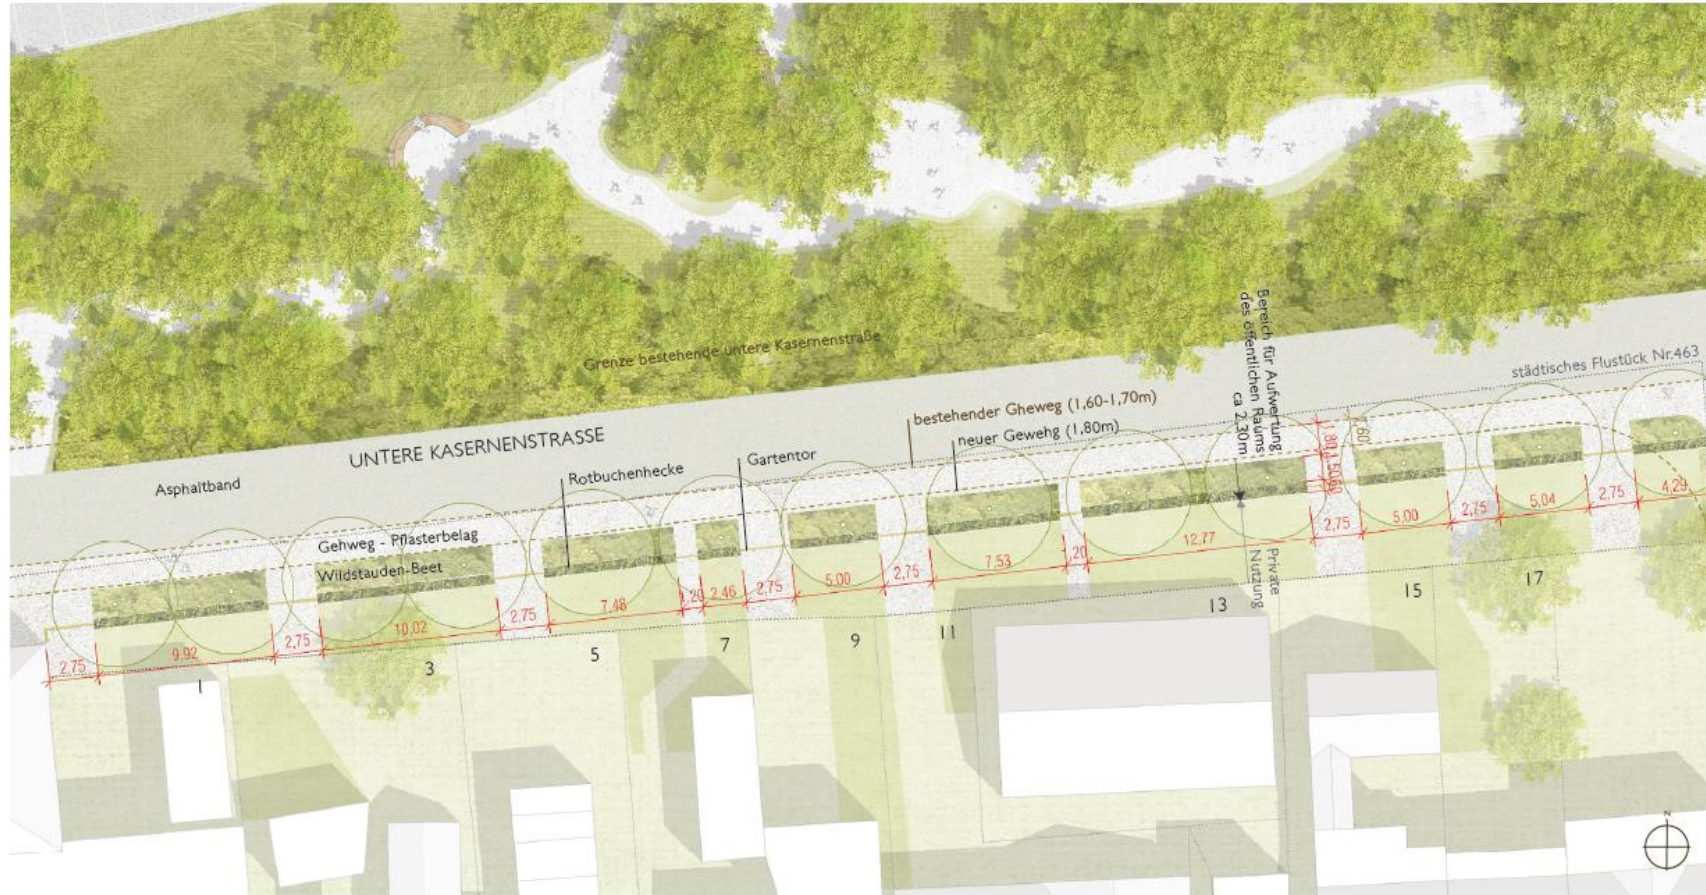 Grenze bestehende untere Kasernenstraße
Bereich für Aufwertung
des öffentlichen Raums
ca 2,30m
städtisches Flustück Nr.463
bestehender Gheweg (1,60-1,70m)
neuer Gewehg (1,80m)
UNTERE KASERNENSTRASSE
Gartentor
Rotbuchenhecke
Asphaltband
Gehweg - Pflasterbelag
Wildstauden-Beet
1,80
1,50
2,75
9,92
2,75
10,02
2,75
7,48
1,20
2,46
2,75
5,00
2,75
7,53
12,77
2,75
5,00
2,75
5,04
2,75
4,29
Private
Nutzung
1
3
5
7
9
11
13
15
17
N